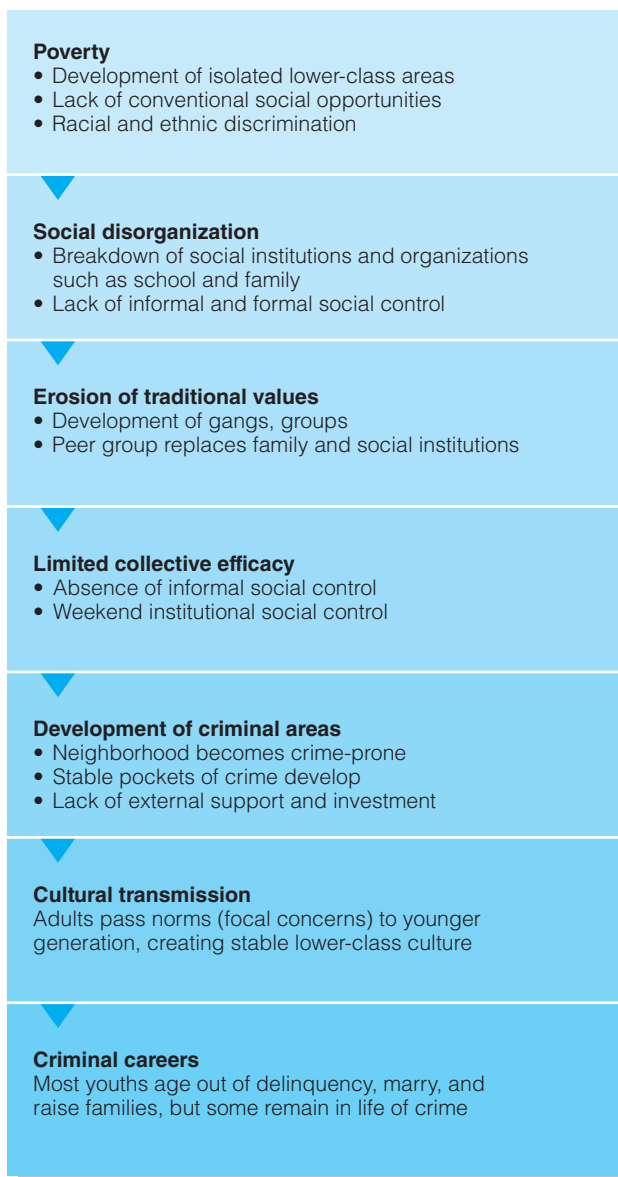 Poverty
• Development of isolated lower-class areas
• Lack of conventional social opportunities
• Racial and ethnic discrimination
Social disorganization
• Breakdown of social institutions and organizations
such as school and family
• Lack of informal and formal social control
Erosion of traditional values
• Development of gangs, groups
• Peer group replaces family and social institutions
Limited collective efficacy
• Absence of informal social control
• Weekend institutional social control
Development of criminal areas
• Neighborhood becomes crime-prone
• Stable pockets of crime develop
• Lack of external support and investment
Cultural transmission
Adults pass norms (focal concerns) to younger
generation, creating stable lower-class culture
Criminal careers
Most youths age out of delinquency, marry, and
raise families, but some remain in life of crime